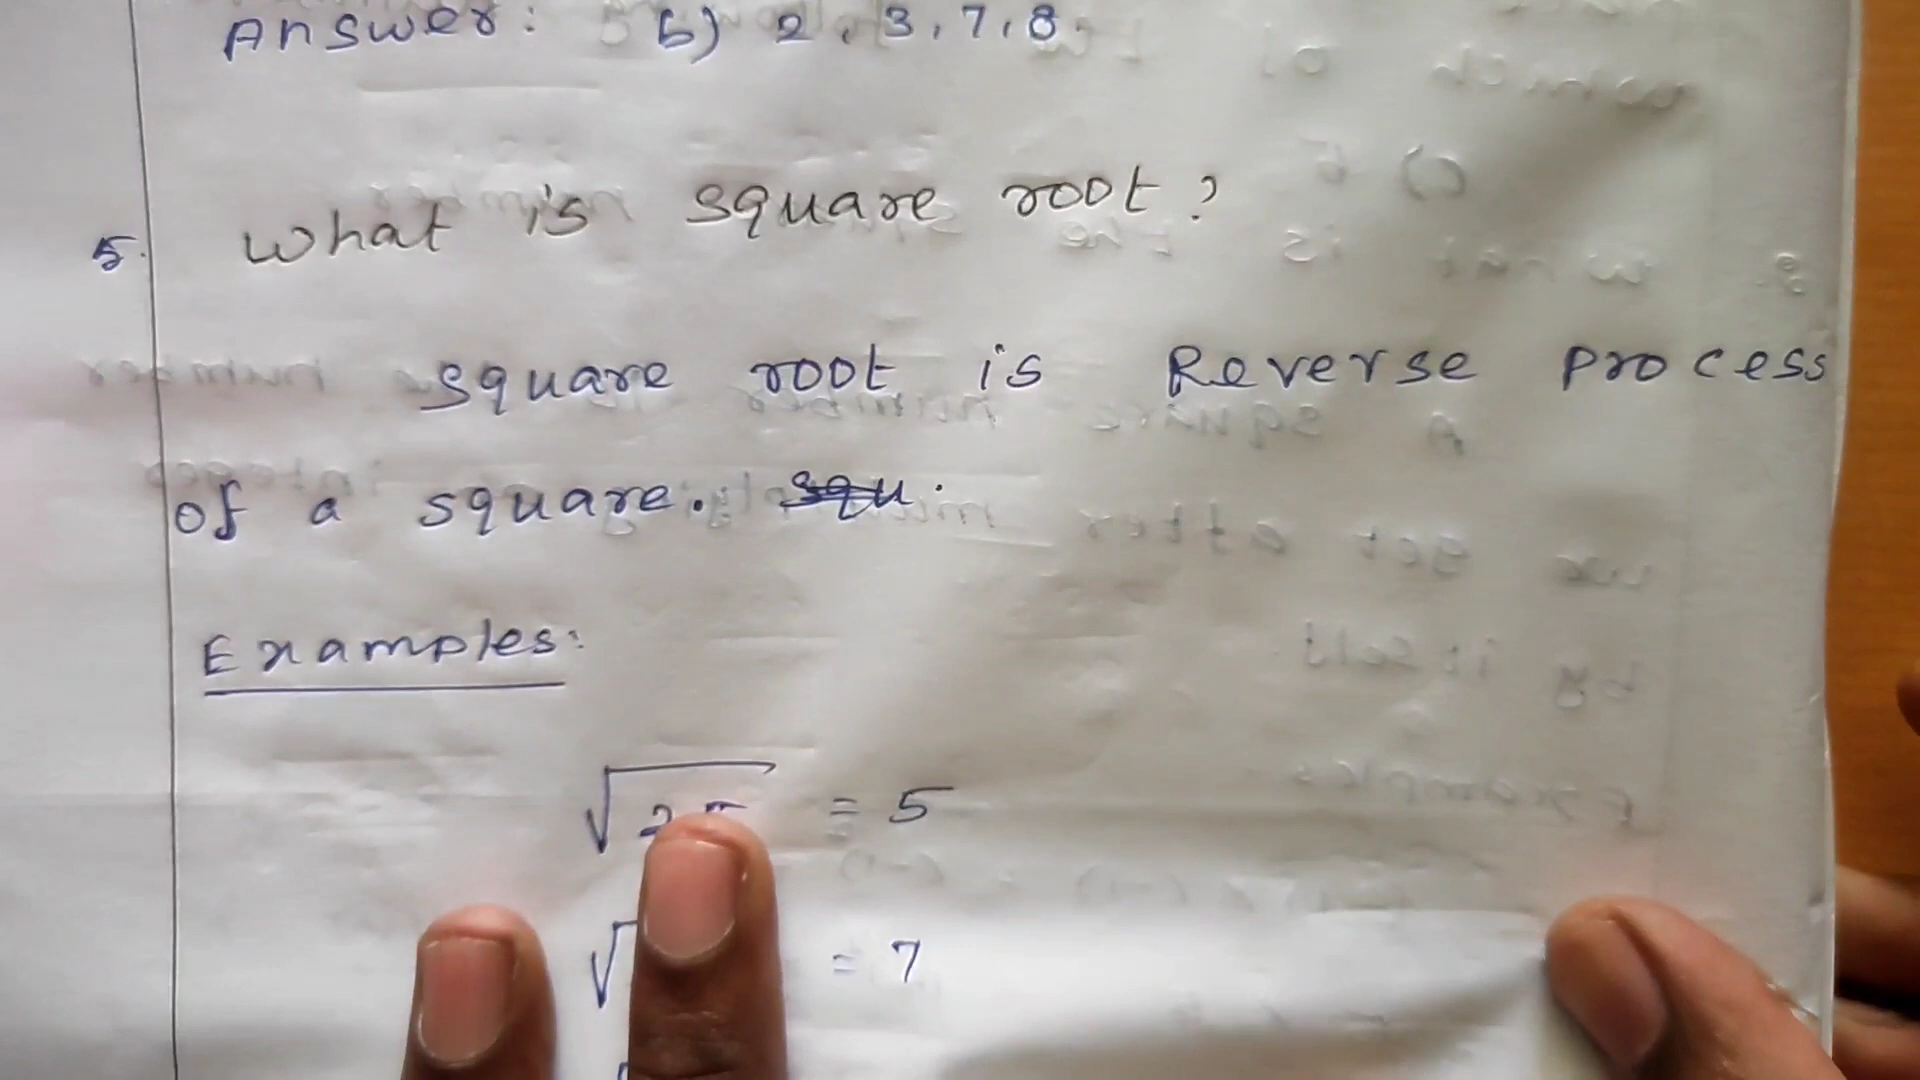 Answer: b) 2, 3, 7, 8.
5. What is square root?
square root is Reverse process
of a square.
Examples:
√25 = 5
√ = 7